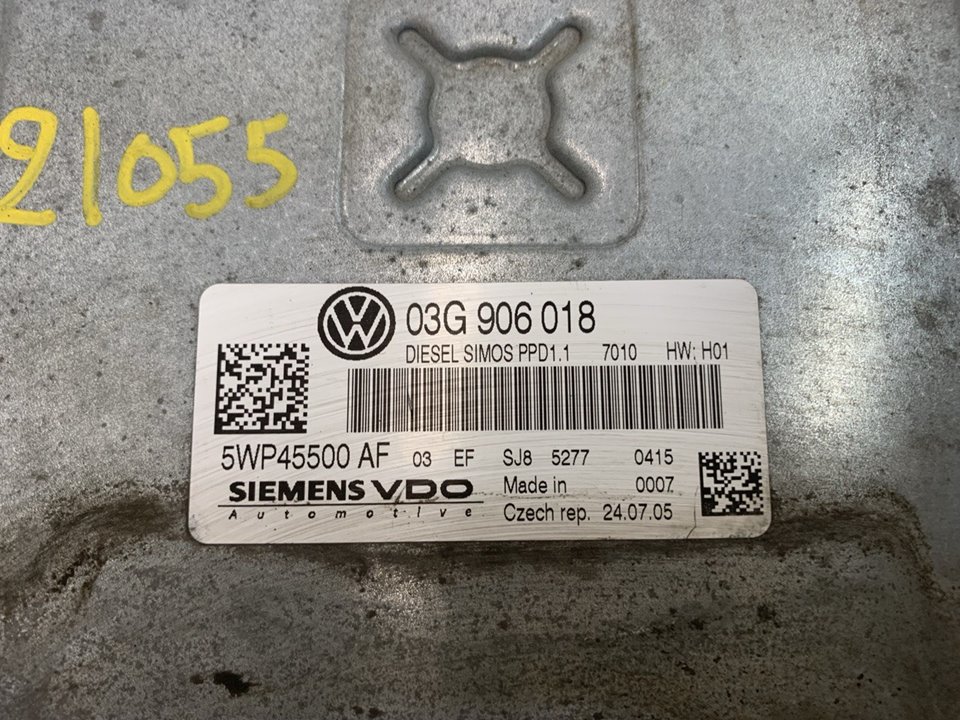 21055
03G 906 018
DIESEL SIMOS PPD1.1 7010 HW: H01
5WP45500 AF 03 EF SJ8 5277 0415
SIEMENS VDO Made in 0007
Automotive Czech rep. 24.07.05